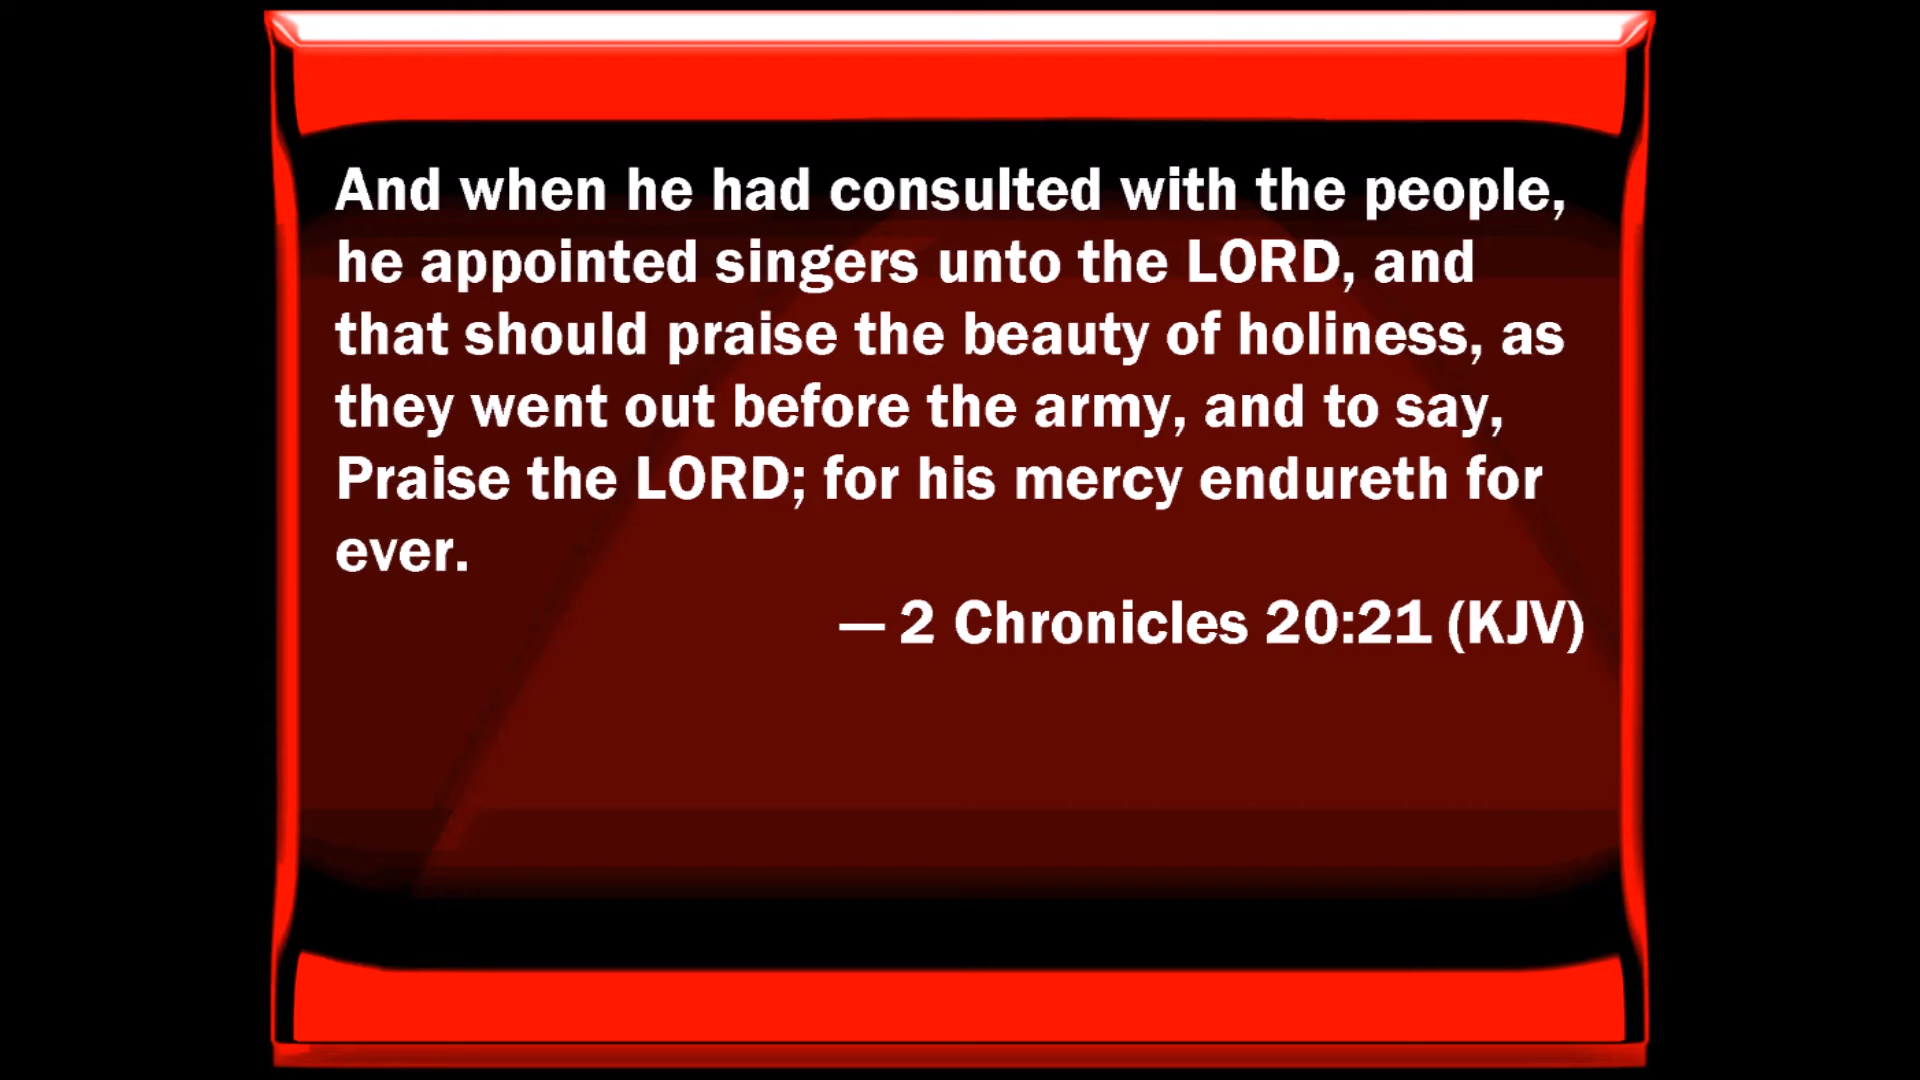 And when he had consulted with the people,
he appointed singers unto the LORD, and
that should praise the beauty of holiness, as
they went out before the army, and to say,
Praise the LORD; for his mercy endureth for
ever.
— 2 Chronicles 20:21 (KJV)